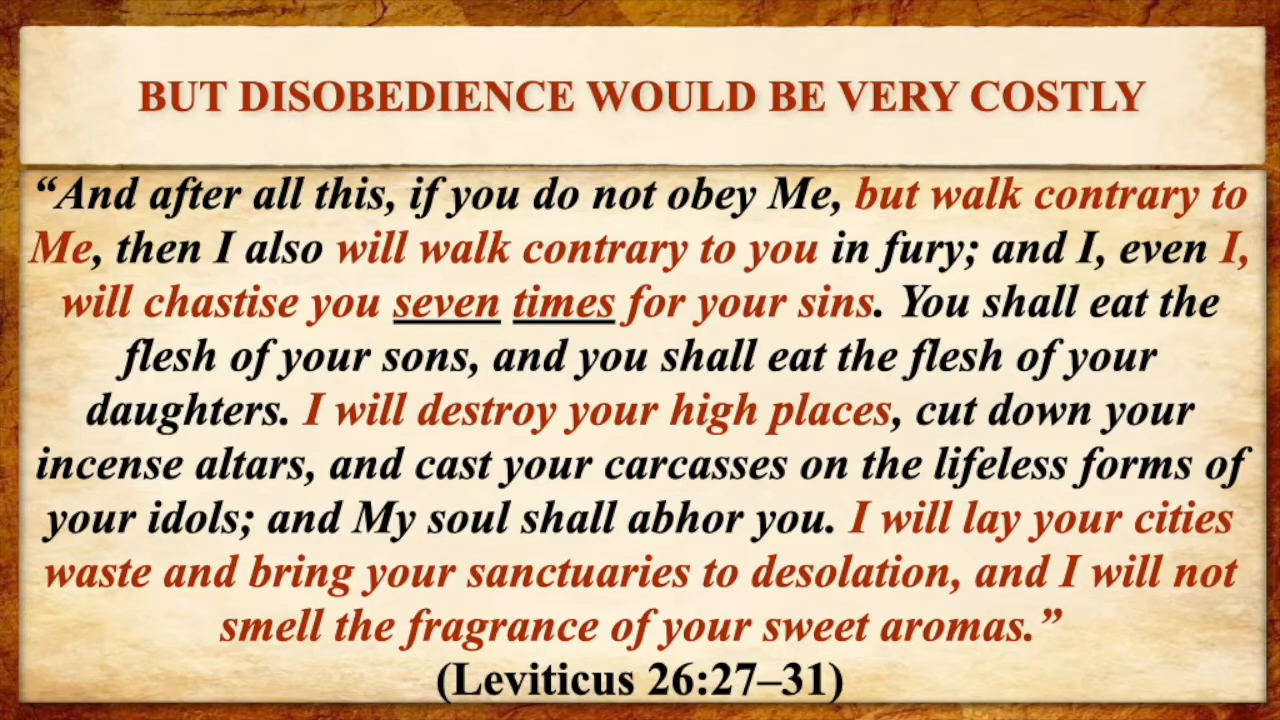 BUT DISOBEDIENCE WOULD BE VERY COSTLY
“And after all this, if you do not obey Me, but walk contrary to
Me, then I also will walk contrary to you in fury; and I, even I,
will chastise you seven times for your sins. You shall eat the
flesh of your sons, and you shall eat the flesh of your
daughters. I will destroy your high places, cut down your
incense altars, and cast your carcasses on the lifeless forms of
your idols; and My soul shall abhor you. I will lay your cities
waste and bring your sanctuaries to desolation, and I will not
smell the fragrance of your sweet aromas.”
(Leviticus 26:27–31)